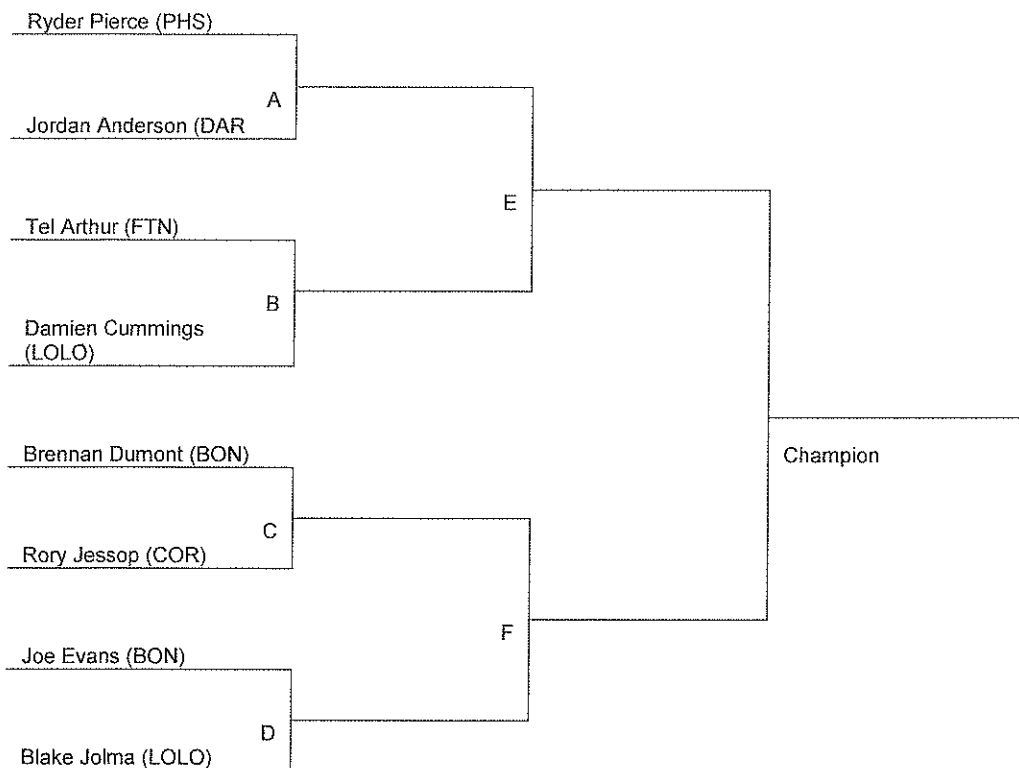 Ryder Pierce (PHS)
A
Jordan Anderson (DAR
E
Tel Arthur (FTN)
B
Damien Cummings
(LOLO)
Brennan Dumont (BON)
Champion
C
Rory Jessop (COR)
F
Joe Evans (BON)
D
Blake Jolma (LOLO)